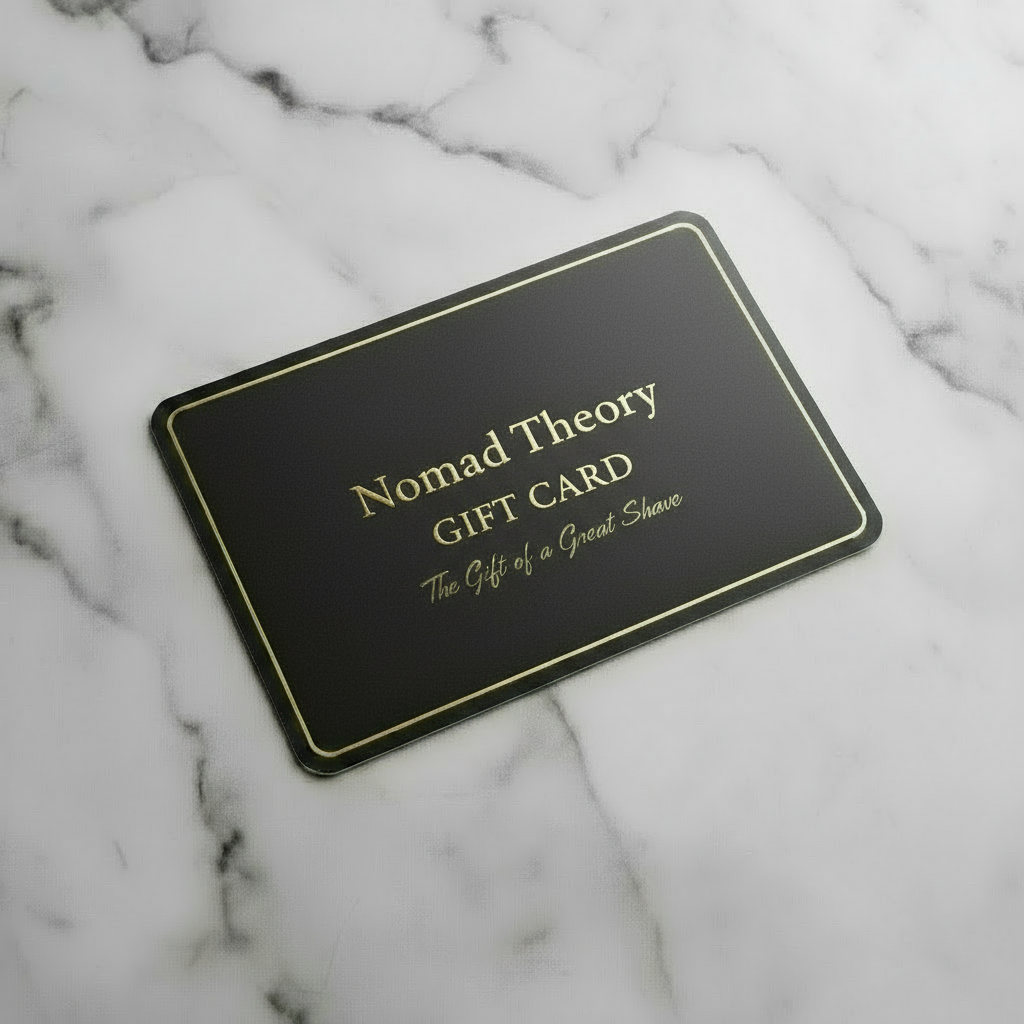 Nomad Theory
GIFT CARD
The Gift of a Great Shave